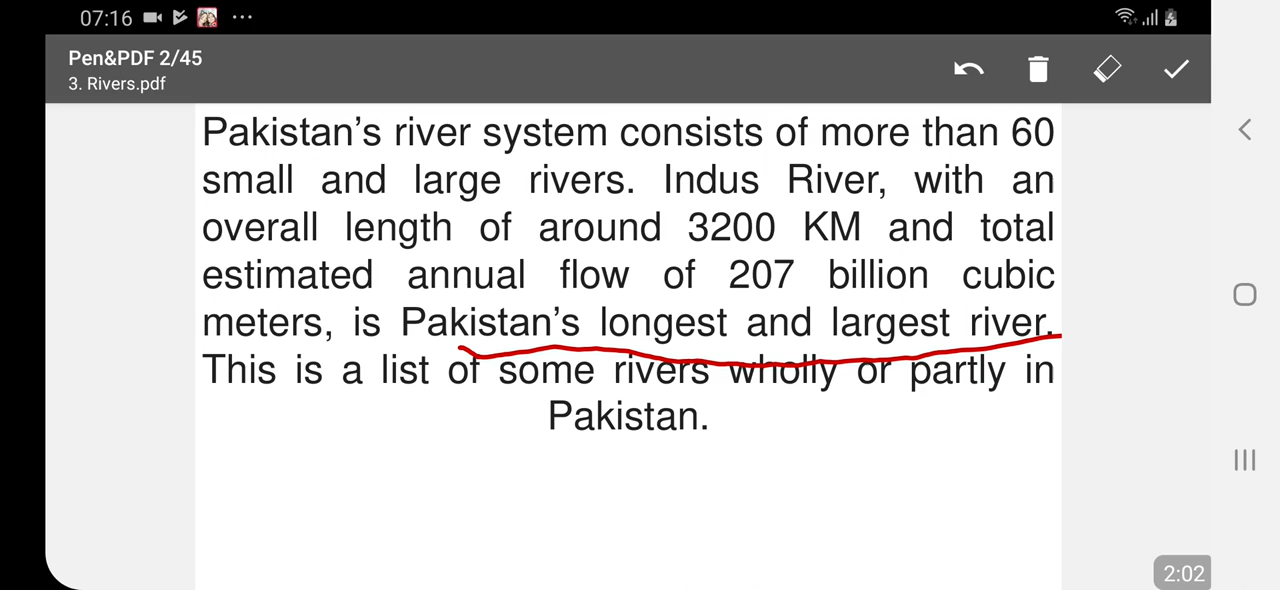 07:16
Pen&PDF 2/45
3. Rivers.pdf
Pakistan’s river system consists of more than 60
small and large rivers. Indus River, with an
overall length of around 3200 KM and total
estimated annual flow of 207 billion cubic
meters, is Pakistan’s longest and largest river.
This is a list of some rivers wholly or partly in
Pakistan.
2:02